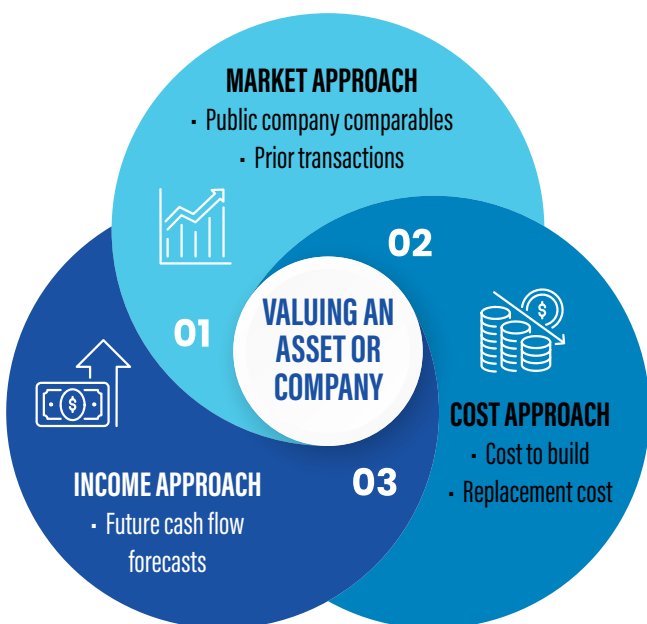 MARKET APPROACH
· Public company comparables
· Prior transactions
01
02
VALUING AN
ASSET OR
COMPANY
$
COST APPROACH
· Cost to build
· Replacement cost
$
INCOME APPROACH
· Future cash flow
forecasts
03